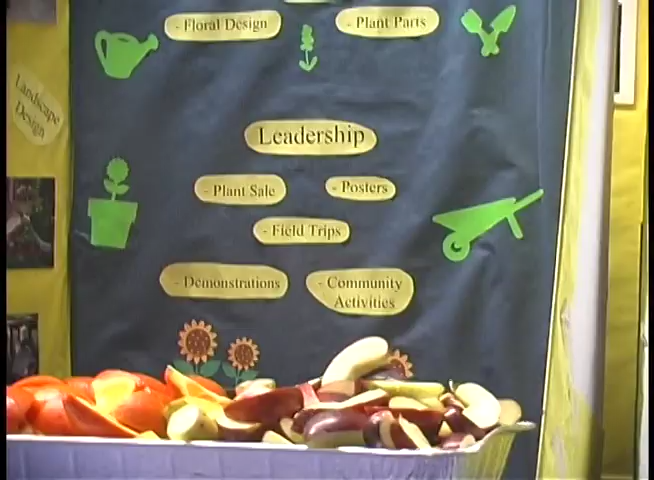 - Floral Design
- Plant Parts
Landscape
Design
Leadership
- Plant Sale
- Posters
- Field Trips
- Demonstrations
- Community
Activities